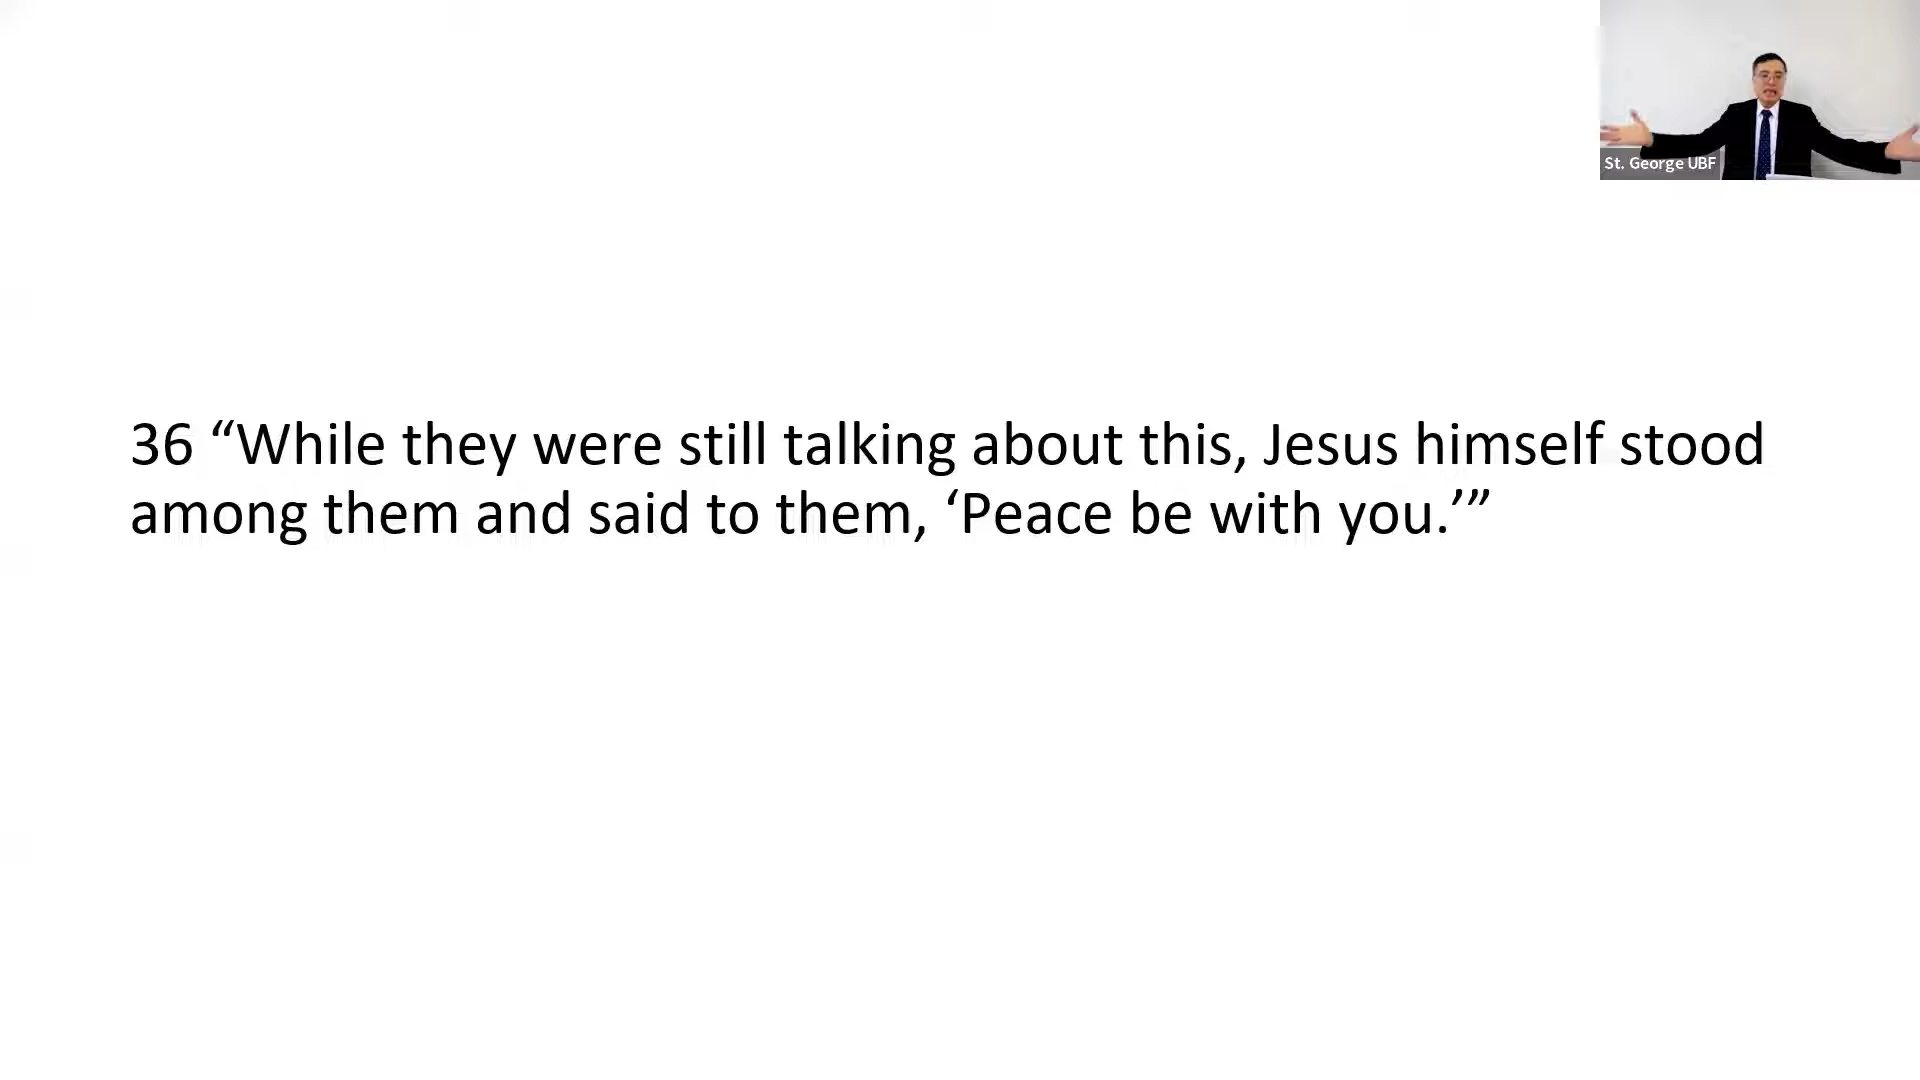 St. George UBF
36 “While they were still talking about this, Jesus himself stood
among them and said to them, ‘Peace be with you.’”